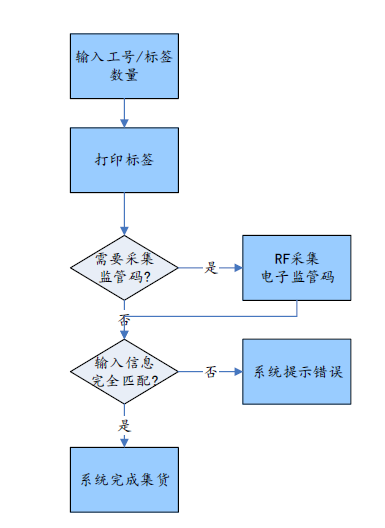 输入工号/标签
数量
打印标签
需要采集
监管码?
是
RF采集
电子监管码
否
输入信息
完全匹配?
否
系统提示错误
是
系统完成集货